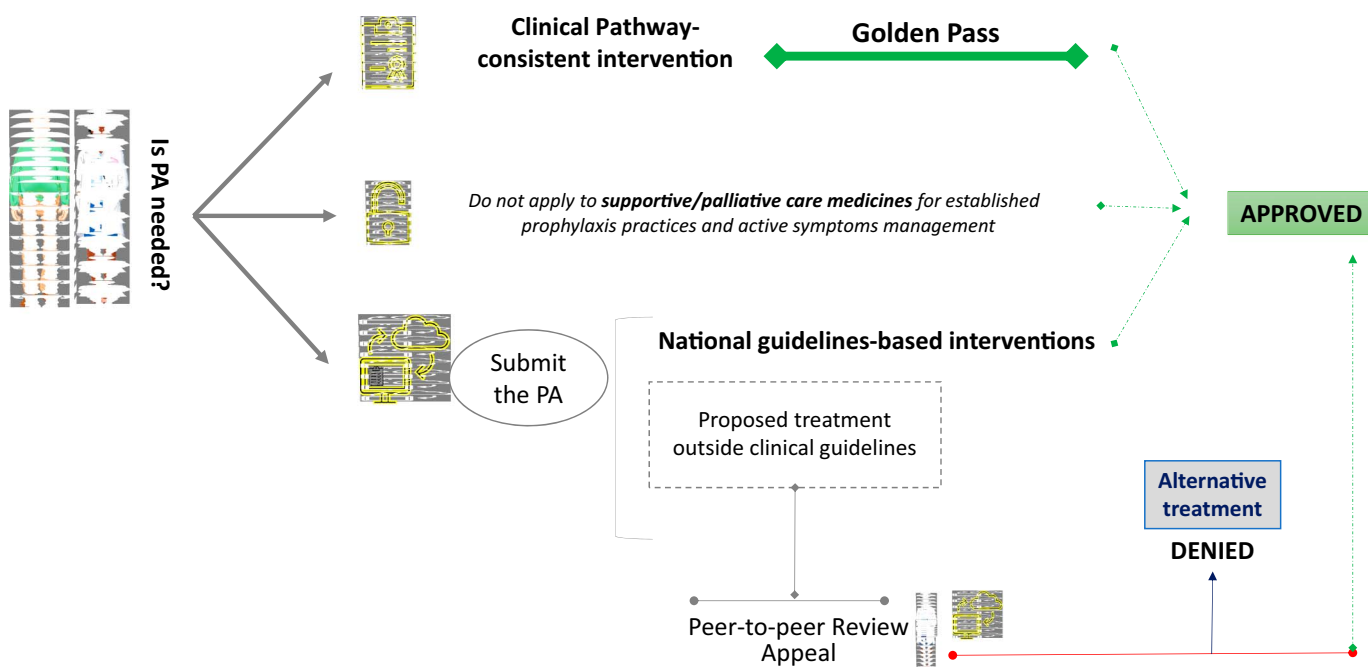 Is PA needed?
Clinical Pathway-
consistent intervention
Golden Pass
Do not apply to supportive/palliative care medicines for established
prophylaxis practices and active symptoms management
APPROVED
Submit
the PA
National guidelines-based interventions
Proposed treatment
outside clinical guidelines
Alternative
treatment
DENIED
Peer-to-peer Review
Appeal